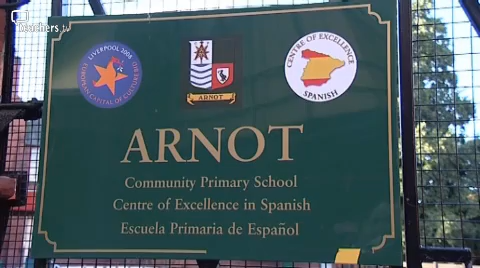 Teachers tv
LIVERPOOL 2008
EUROPEAN CAPITAL OF CULTURE
ARNOT
CENTRE OF EXCELLENCE
SPANISH
ARNOT
Community Primary School
Centre of Excellence in Spanish
Escuela Primaria de Español